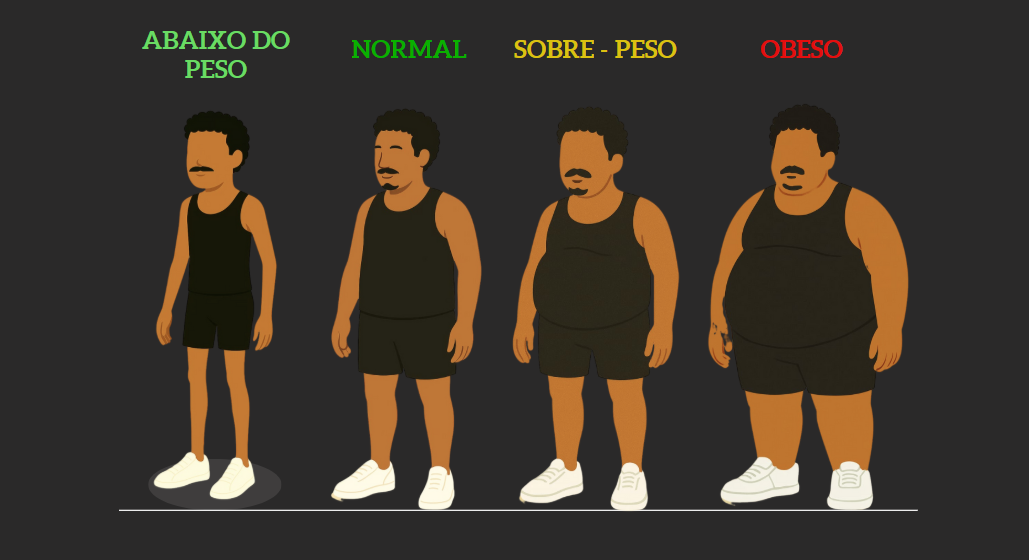 ABAIXO DO
PESO
NORMAL
SOBRE - PESO
OBESO